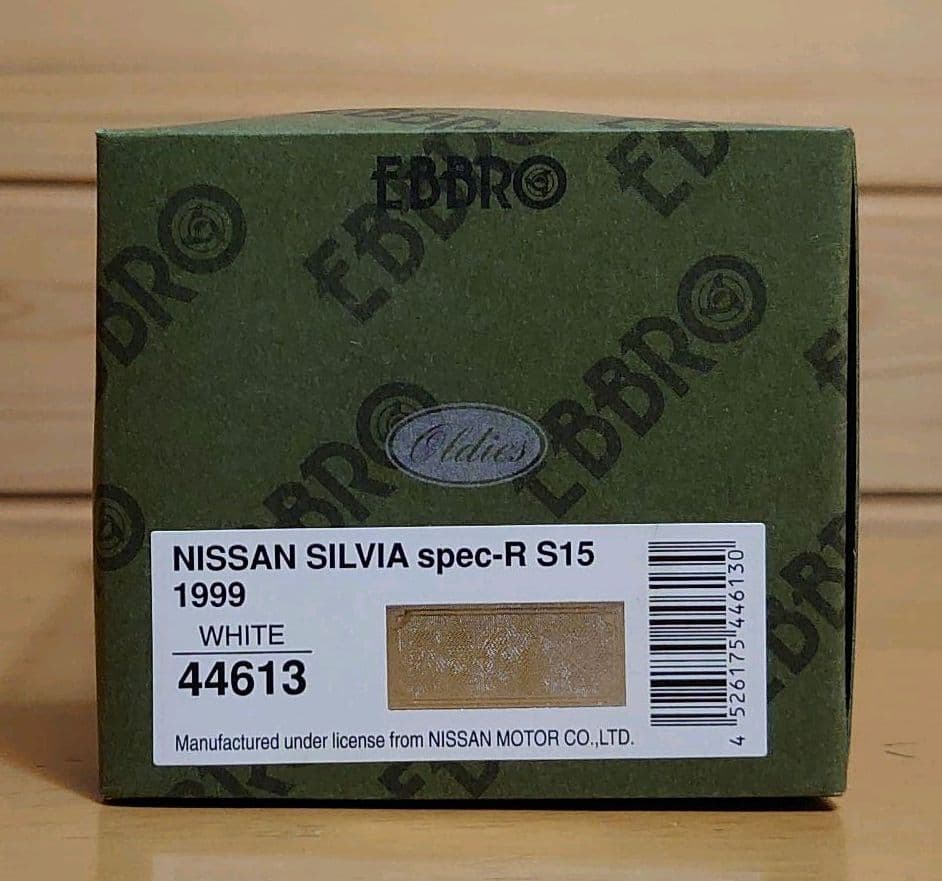 EBBRO
EBBRO
EBBRO
EBBRO
EBBRO
Oldies
NISSAN SILVIA spec-R S15
1999
WHITE
44613
Manufactured under license from NISSAN MOTOR CO.,LTD.
4 526175 446130